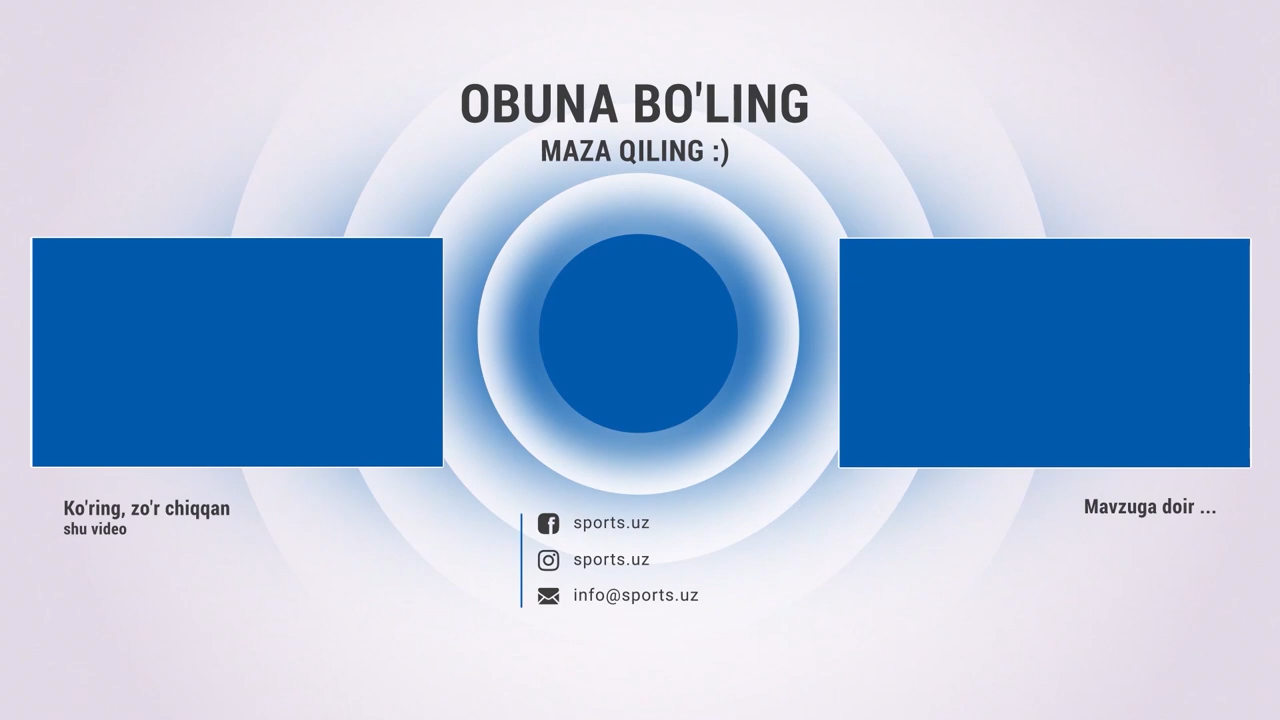 OBUNA BO'LING
MAZA QILING :)
Ko'ring, zo'r chiqqan
shu video
Mavzuga doir ...
sports.uz
sports.uz
info@sports.uz